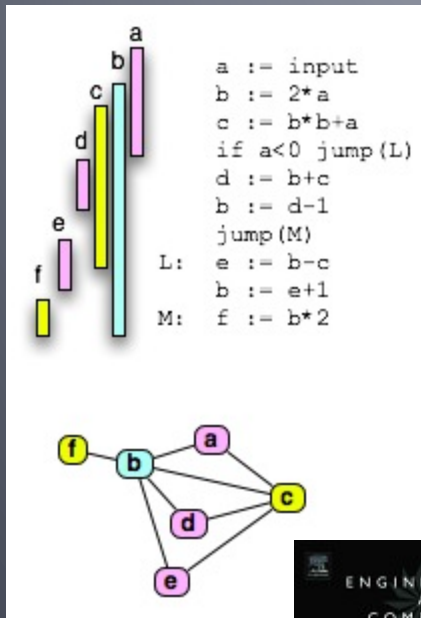 a
b
c
d
e
f
a := input
b := 2*a
c := b*b+a
if a<0 jump(L)
d := b+c
b := d-1
jump(M)
L: e := b-c
b := e+1
M: f := b*2
f
b
a
c
d
e
ENGIN
COM